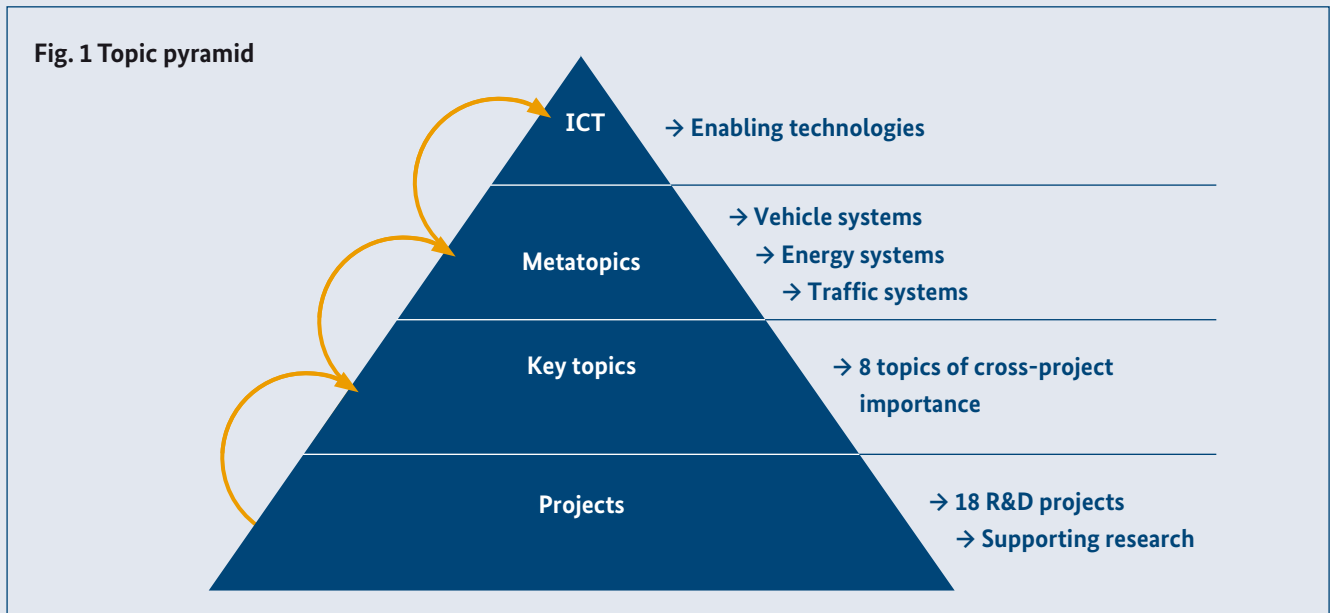 Fig. 1 Topic pyramid
ICT
→ Enabling technologies
Metatopics
→ Vehicle systems
→ Energy systems
→ Traffic systems
Key topics
→ 8 topics of cross-project
importance
Projects
→ 18 R&D projects
→ Supporting research